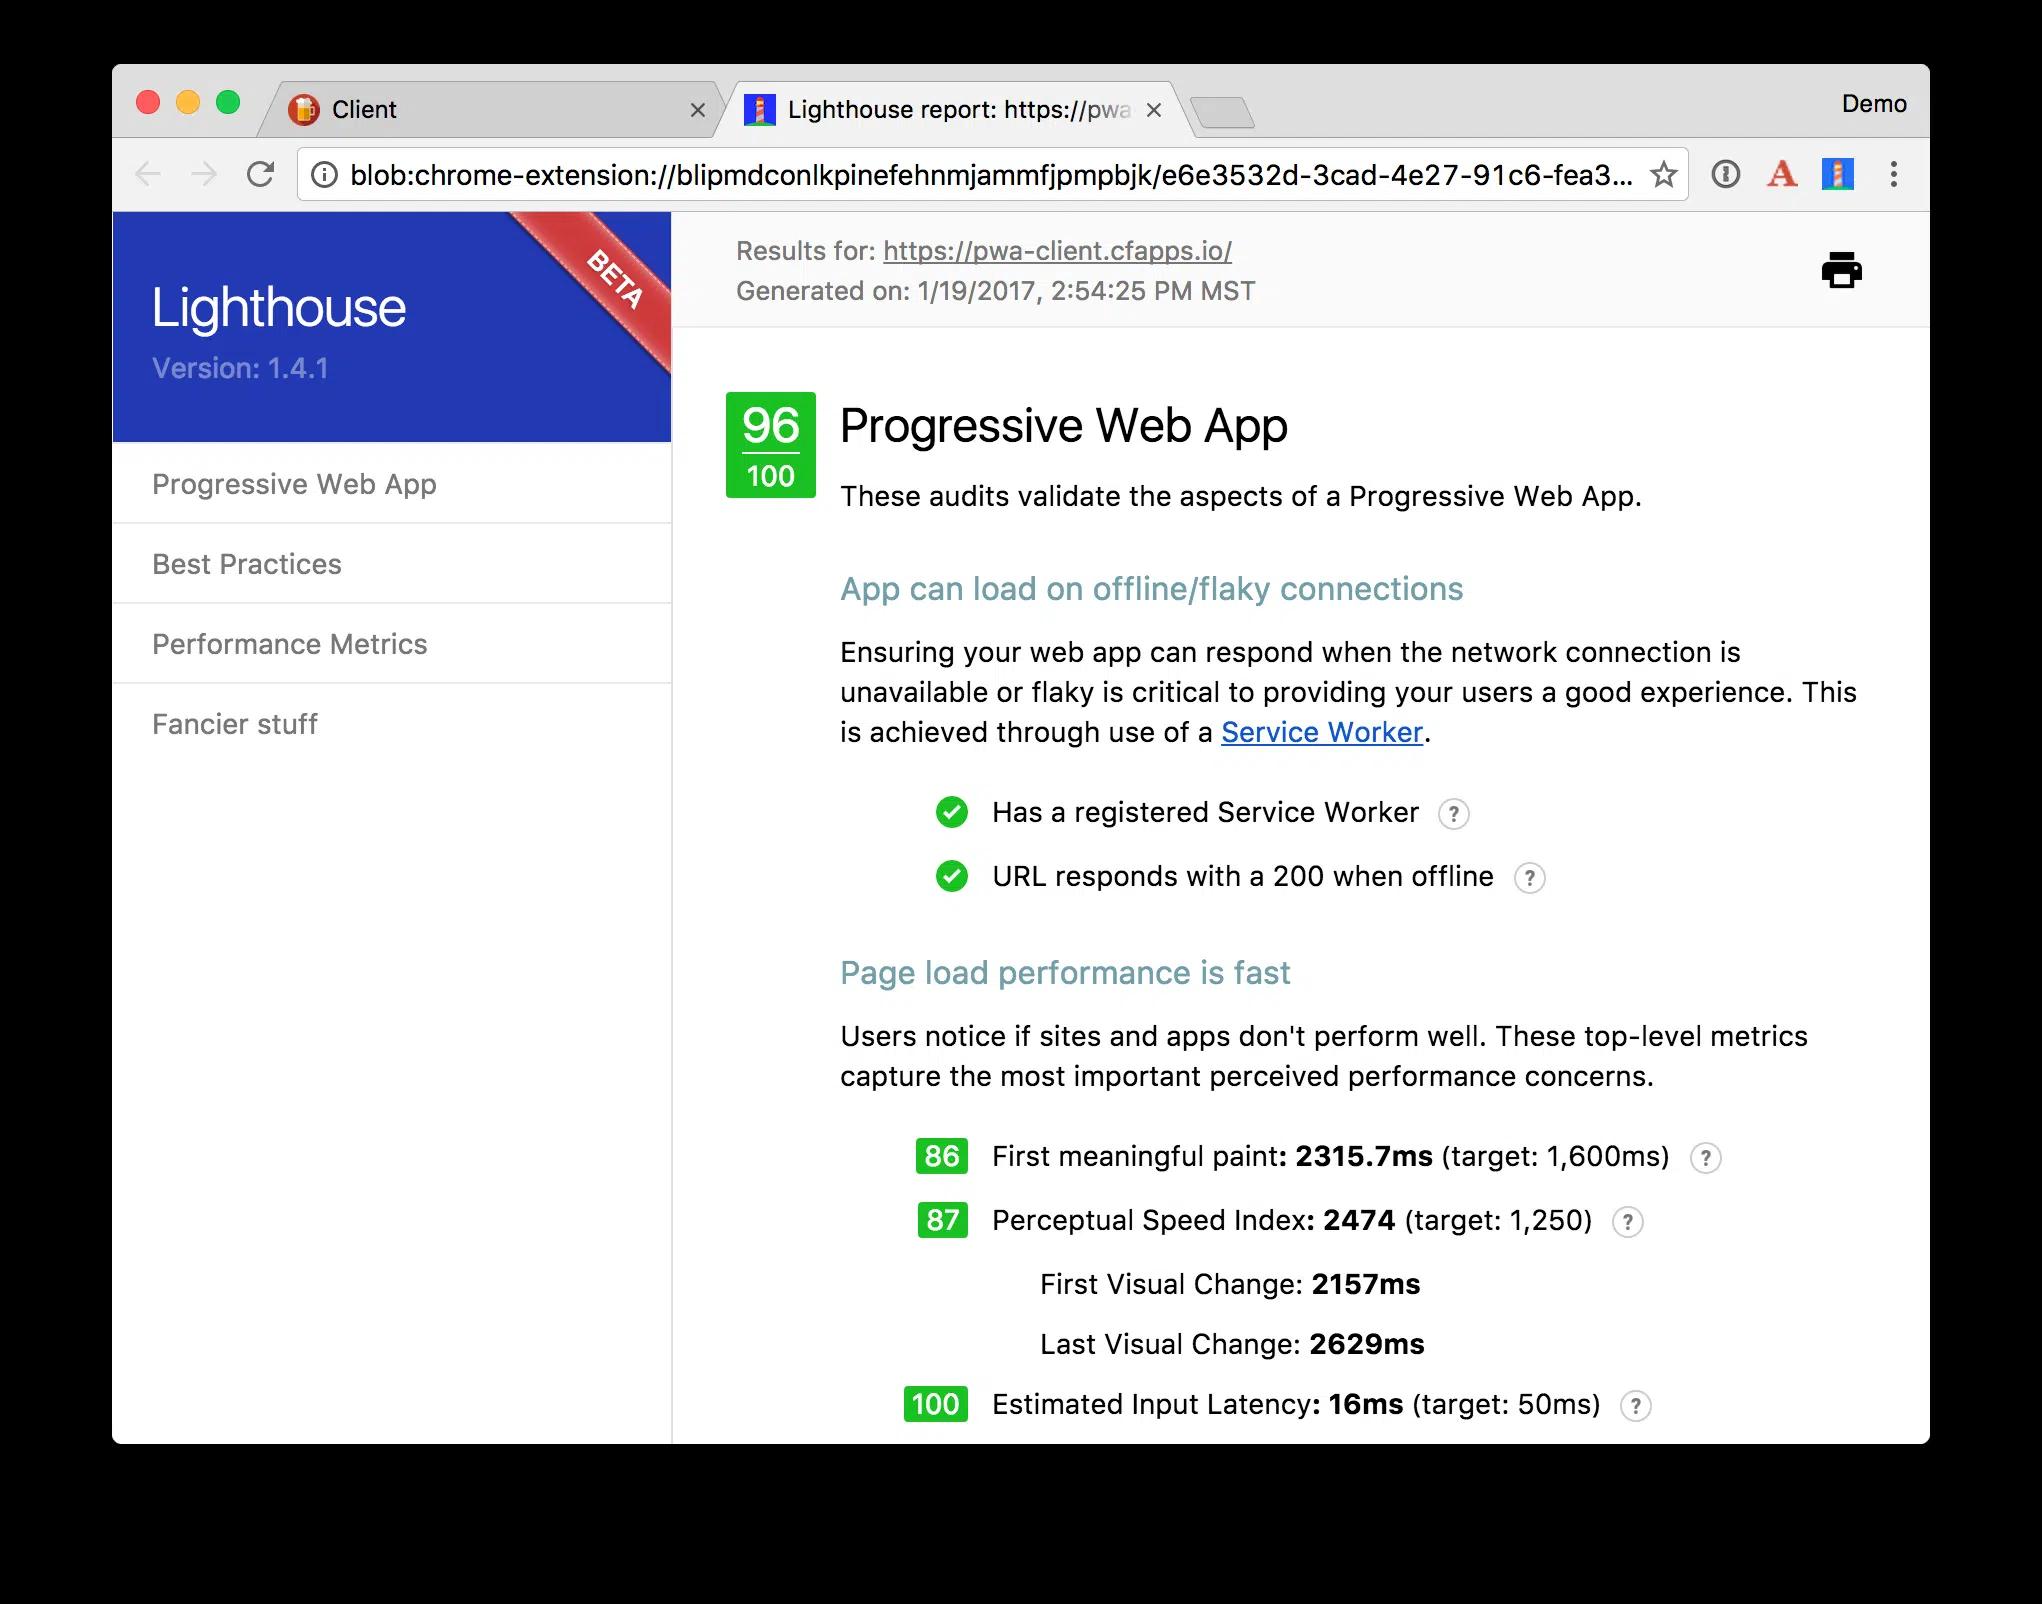 Client
Lighthouse report: https://pwa
Demo
blob:chrome-extension://blipmdconlkpinefehnmjammfjpmpbjk/e6e3532d-3cad-4e27-91c6-fea3...
Lighthouse
BETA
Version: 1.4.1
Progressive Web App
Best Practices
Performance Metrics
Fancier stuff
Results for: https://pwa-client.cfapps.io/
Generated on: 1/19/2017, 2:54:25 PM MST
96
100
Progressive Web App
These audits validate the aspects of a Progressive Web App.
App can load on offline/flaky connections
Ensuring your web app can respond when the network connection is
unavailable or flaky is critical to providing your users a good experience. This
is achieved through use of a Service Worker.
Has a registered Service Worker ?
URL responds with a 200 when offline ?
Page load performance is fast
Users notice if sites and apps don't perform well. These top-level metrics
capture the most important perceived performance concerns.
86 First meaningful paint: 2315.7ms (target: 1,600ms) ?
87 Perceptual Speed Index: 2474 (target: 1,250) ?
First Visual Change: 2157ms
Last Visual Change: 2629ms
100 Estimated Input Latency: 16ms (target: 50ms) ?